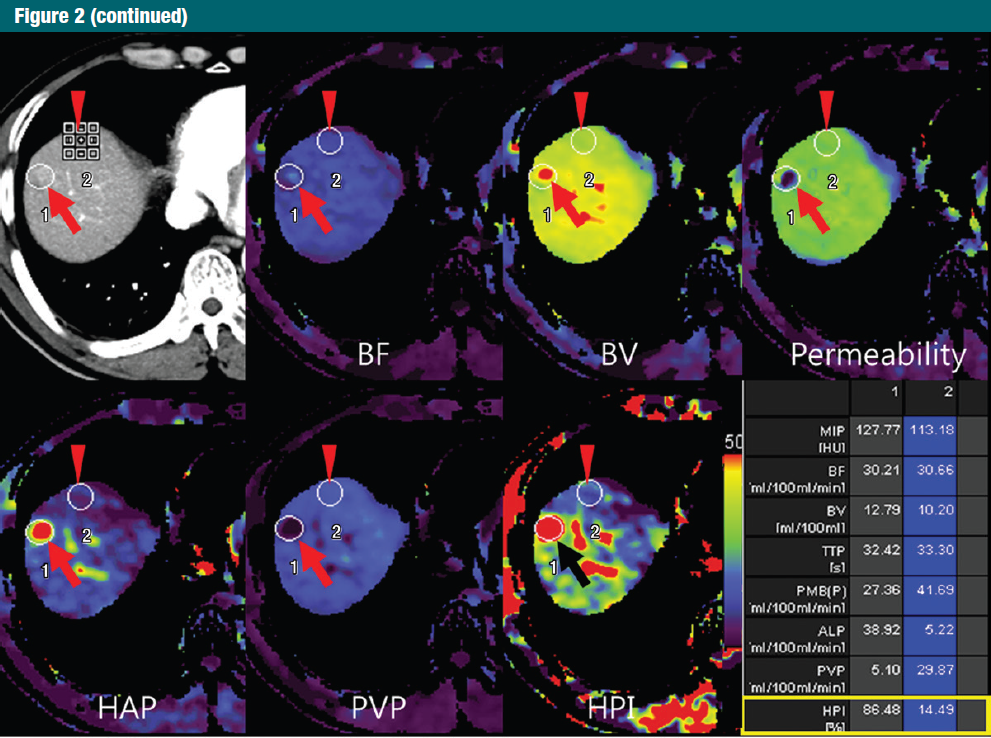 Figure 2 (continued)
2
1
2
1
BF
2
1
BV
2
1
Permeability
2
1
HAP
2
1
PVP
2
1
HPI
50
1 2
MIP 127.77 113.18
[HU]
BF 30.21 30.66
ml/100ml/min]
BV 12.79 10.20
[ml/100ml]
TTP 32.42 33.30
[s]
PMB(P) 27.36 41.69
ml/100ml/min]
ALP 38.92 5.22
ml/100ml/min]
PVP 5.10 29.87
ml/100ml/min]
HPI 86.48 14.49
[%]